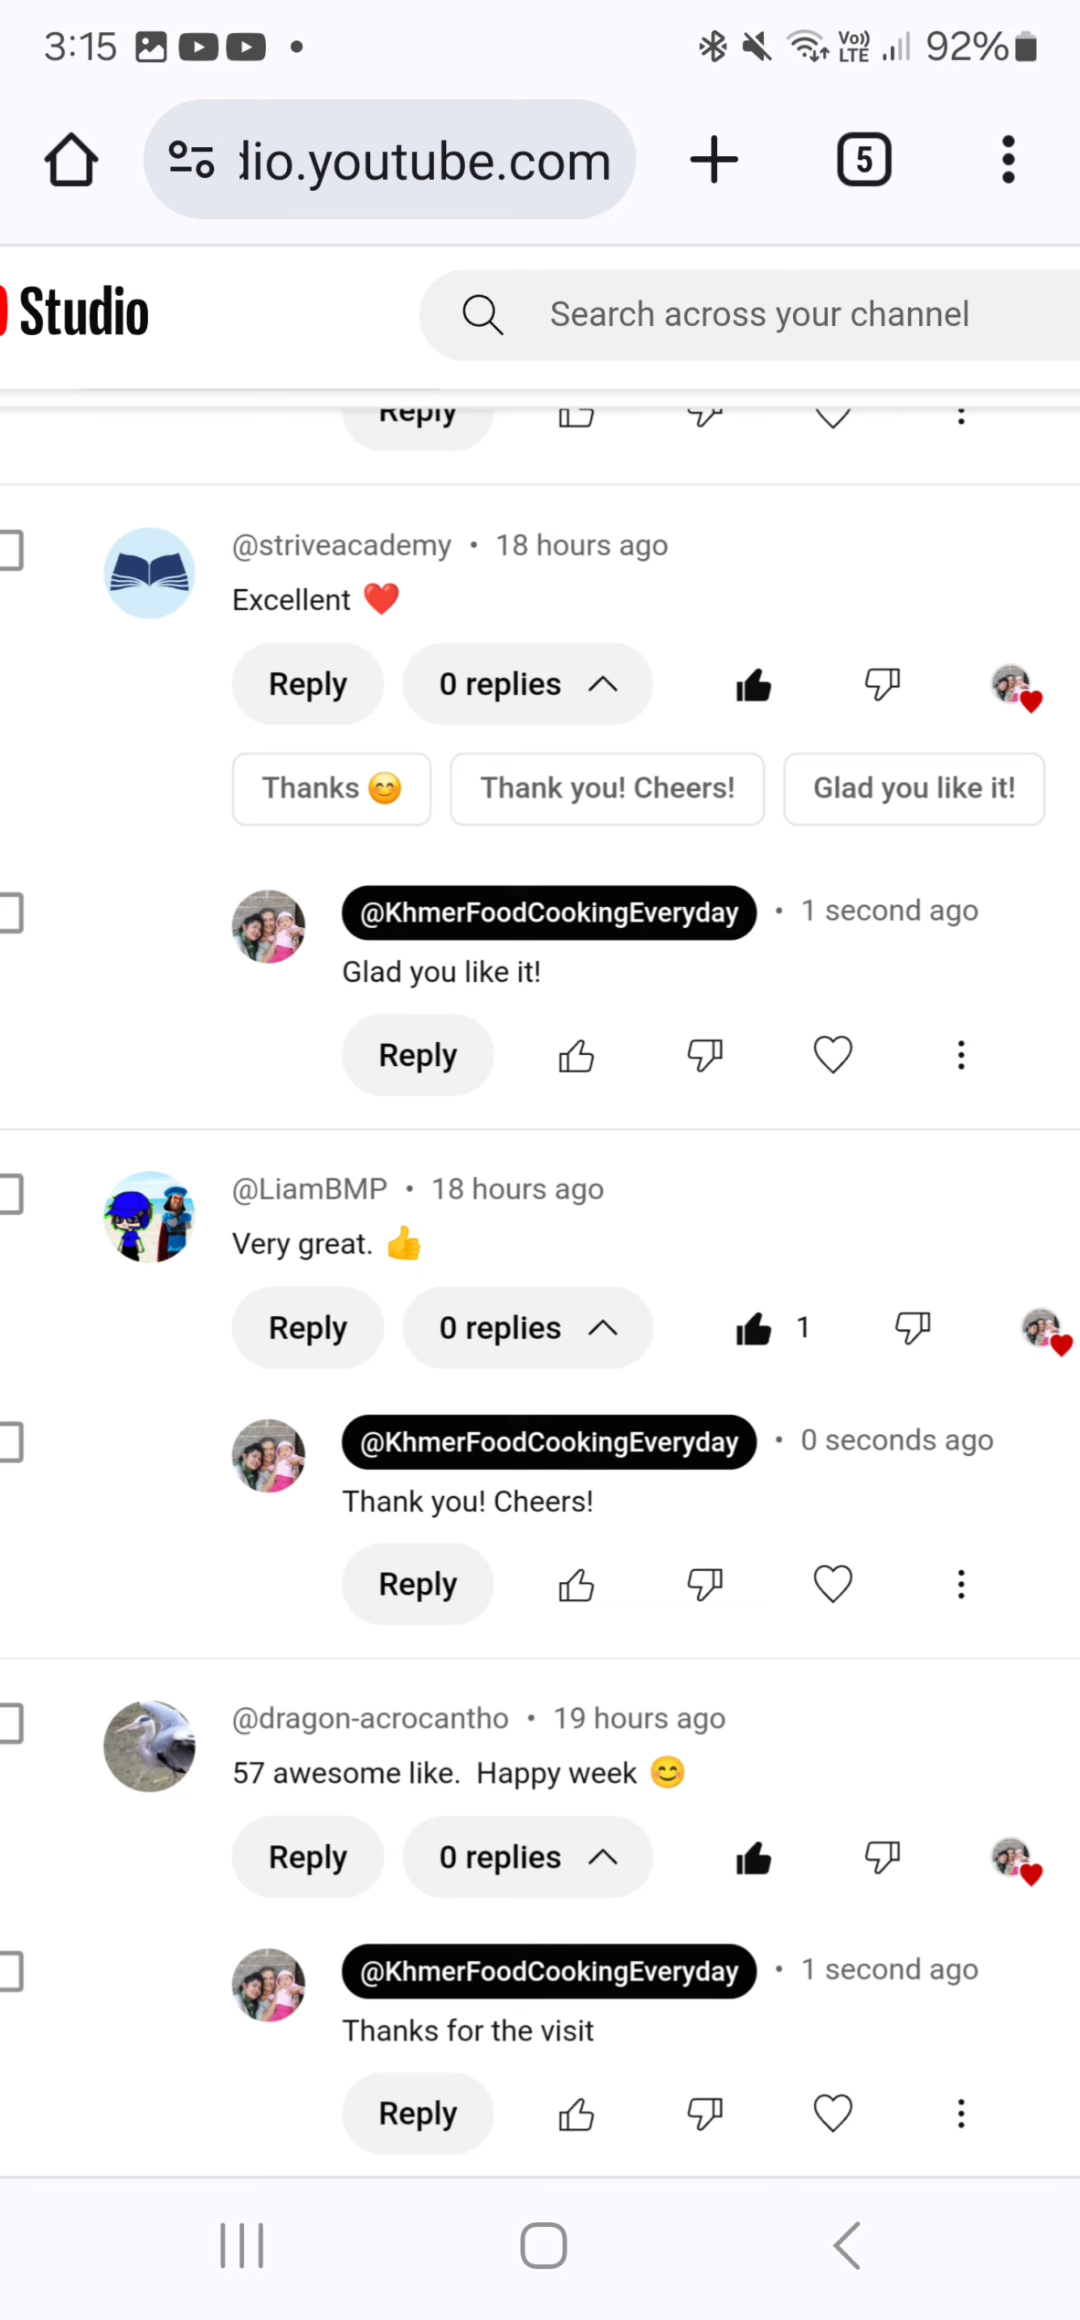 3:15 Vo)) LTE 92%
dio.youtube.com 5
Studio Search across your channel
Reply
@striveacademy • 18 hours ago
Excellent ❤️
Reply 0 replies
Thanks 😊 Thank you! Cheers! Glad you like it!
@KhmerFoodCookingEveryday • 1 second ago
Glad you like it!
Reply
@LiamBMP • 18 hours ago
Very great. 👍
Reply 0 replies 1
@KhmerFoodCookingEveryday • 0 seconds ago
Thank you! Cheers!
Reply
@dragon-acrocantho • 19 hours ago
57 awesome like.  Happy week 😊
Reply 0 replies
@KhmerFoodCookingEveryday • 1 second ago
Thanks for the visit
Reply